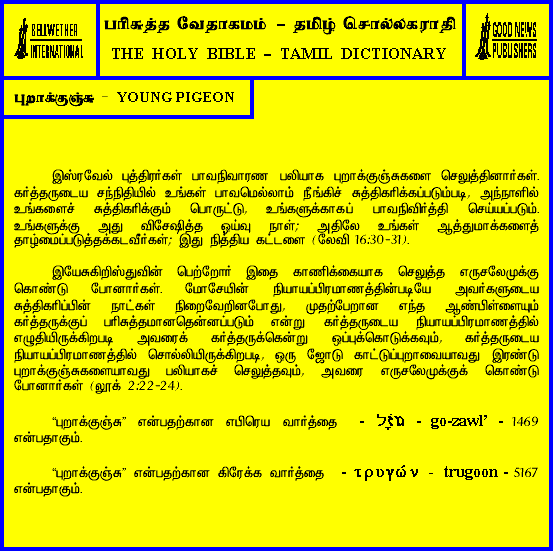 BELLWETHER
INTERNATIONAL
பரிசுத்த வேதாகமம் – தமிழ் சொல்லகராதி
THE HOLY BIBLE – TAMIL DICTIONARY
GOOD NEWS
PUBLISHERS
புறாக்குஞ்சு – YOUNG PIGEON
இஸ்ரவேல் புத்திரர்கள் பாவநிவாரண பலியாக புறாக்குஞ்சுகளை செலுத்தினார்கள்.
கர்த்தருடைய சந்நிதியில் உங்கள் பாவமெல்லாம் நீங்கிச் சுத்திகரிக்கப்படும்படி, அந்நாளில்
உங்களைச் சுத்திகரிக்கும் பொருட்டு, உங்களுக்காகப் பாவநிவிர்த்தி செய்யப்படும்.
உங்களுக்கு அது விசேஷித்த ஓய்வு நாள்; அதிலே உங்கள் ஆத்துமாக்களைத்
தாழ்மைப்படுத்தக்கடவீர்கள்; இது நித்திய கட்டளை (லேவி 16:30-31).
இயேசுகிறிஸ்துவின் பெற்றோர் இதை காணிக்கையாக செலுத்த எருசலேமுக்கு
கொண்டு போனார்கள். மோசேயின் நியாயப்பிரமாணத்தின்படியே அவர்களுடைய
சுத்திகரிப்பின் நாட்கள் நிறைவேறினபோது, முதற்பேறான எந்த ஆண்பிள்ளையும்
கர்த்தருக்குப் பரிசுத்தமானதென்னப்படும் என்று கர்த்தருடைய நியாயப்பிரமாணத்தில்
எழுதியிருக்கிறபடி அவரைக் கர்த்தருக்கென்று ஒப்புக்கொடுக்கவும், கர்த்தருடைய
நியாயப்பிரமாணத்தில் சொல்லியிருக்கிறபடி, ஒரு ஜோடு காட்டுப்புறாவையாவது இரண்டு
புறாக்குஞ்சுகளையாவது பலியாகச் செலுத்தவும், அவரை எருசலேமுக்குக் கொண்டு
போனார்கள் (லூக் 2:22-24).
“புறாக்குஞ்சு” என்பதற்கான எபிரெய வார்த்தை - גּוֹזָל - go-zawl’ - 1469
என்பதாகும்.
“புறாக்குஞ்சு” என்பதற்கான கிரேக்க வார்த்தை - τρυγών - trugoon - 5167
என்பதாகும்.